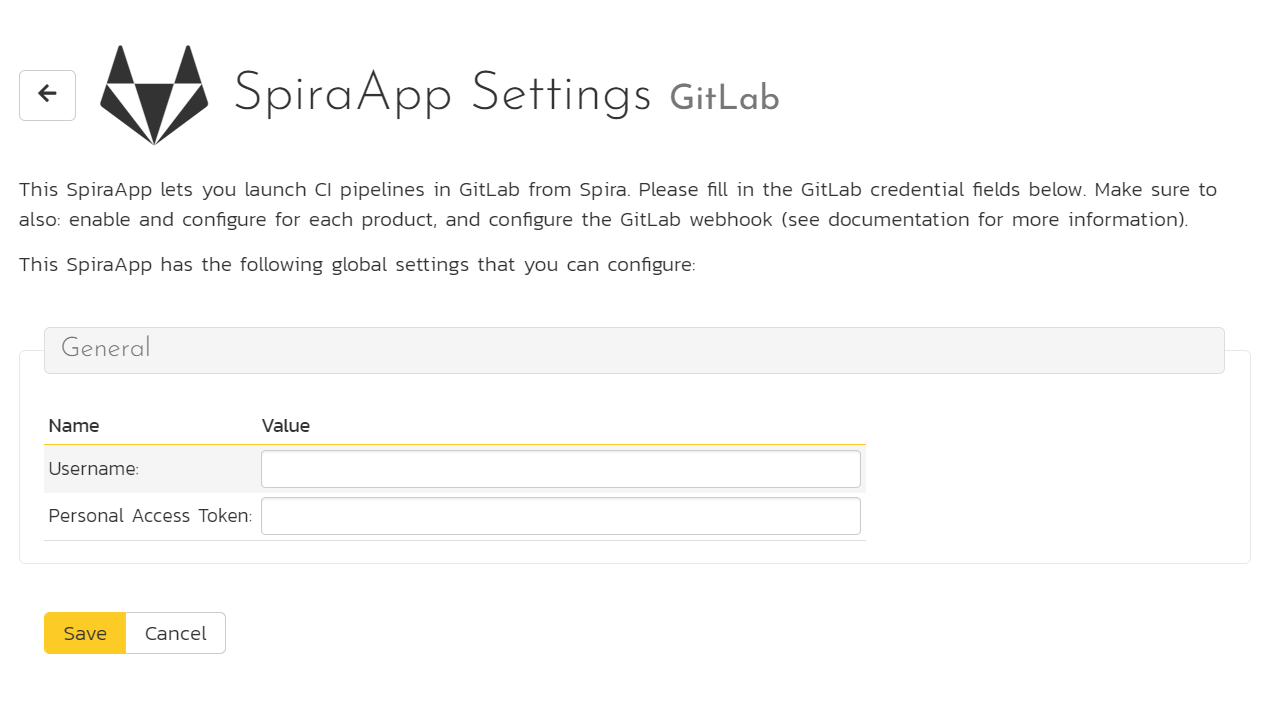 SpiraApp Settings GitLab
This SpiraApp lets you launch CI pipelines in GitLab from Spira. Please fill in the GitLab credential fields below. Make sure to
also: enable and configure for each product, and configure the GitLab webhook (see documentation for more information).
This SpiraApp has the following global settings that you can configure:
General
Name Value
Username:
Personal Access Token:
Save Cancel